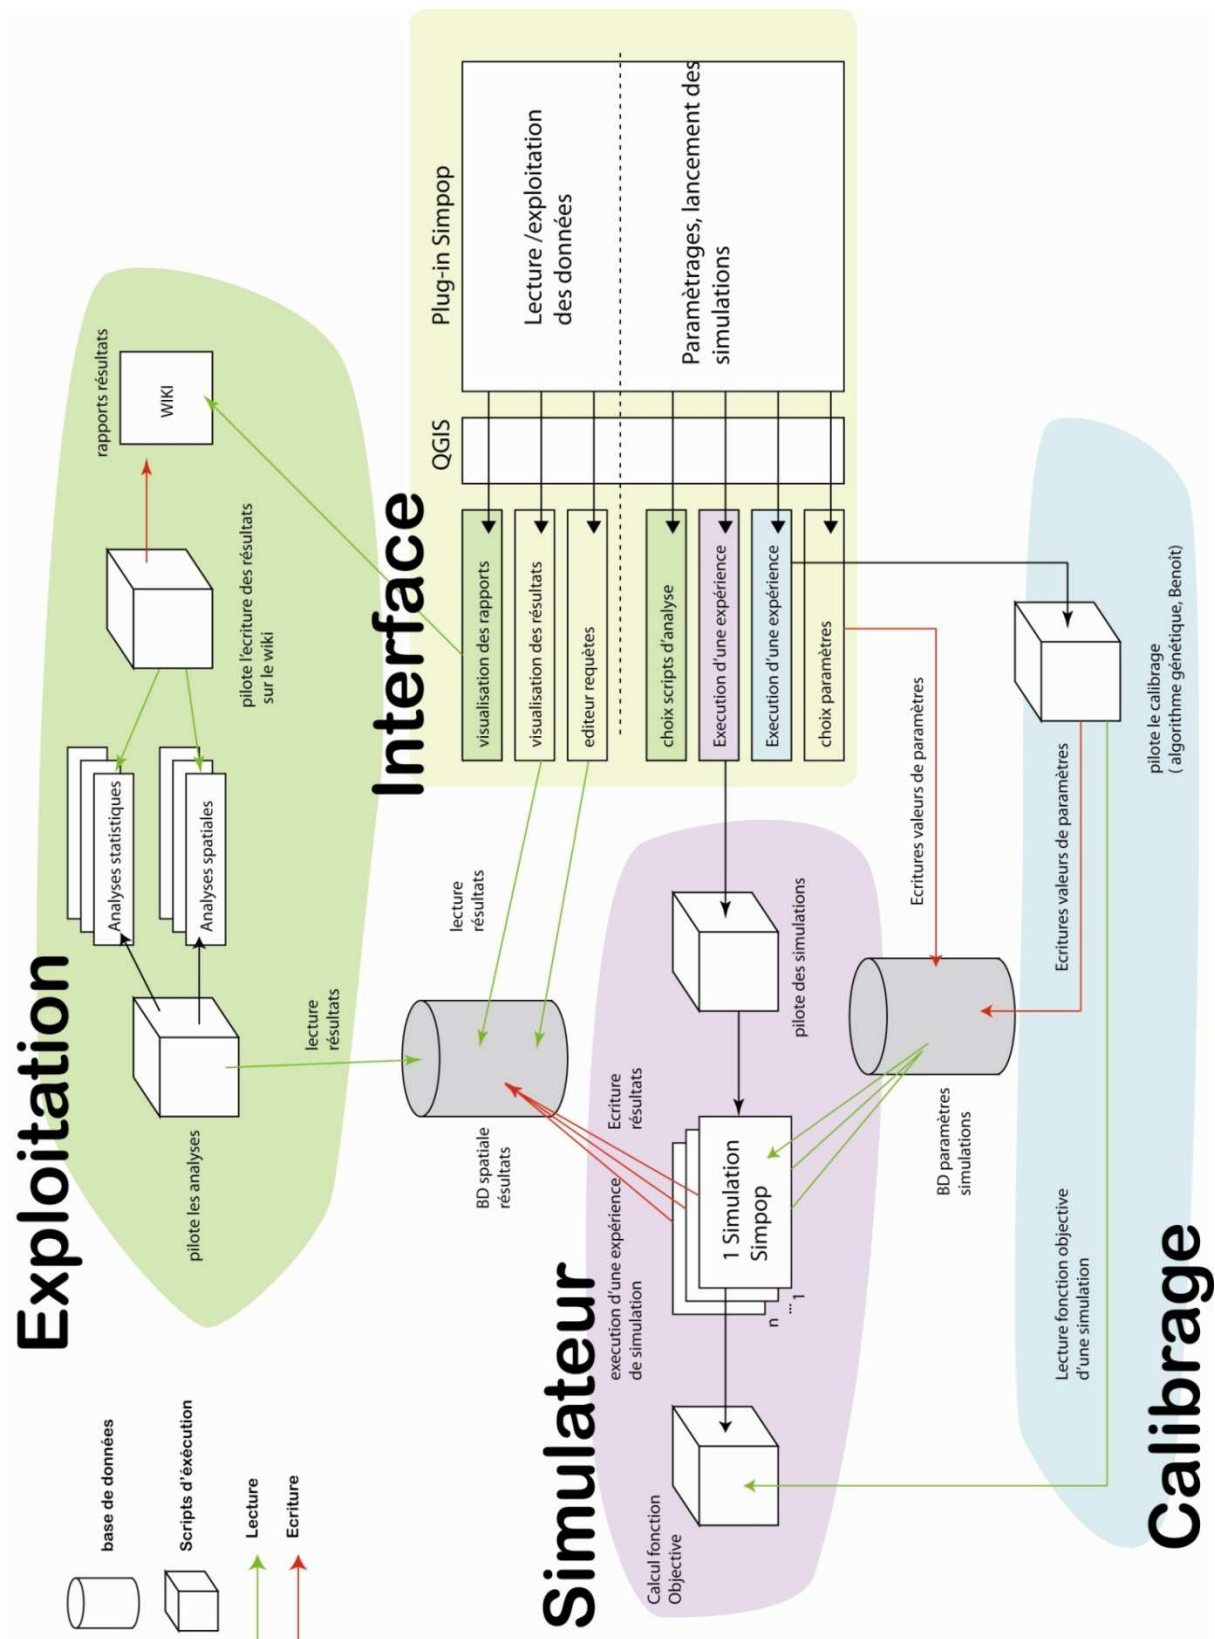 Exploitation
rapports résultats
WIKI
pilote l'ecriture des résultats
sur le wiki
Analyses statistiques
Analyses spatiales
pilote les analyses
lecture
résultats
base de données
Scripts d'éxécution
Lecture
Ecriture
Interface
Plug-in Simpop
Lecture /exploitation
des données
Paramètrages, lancement des
simulations
QGIS
visualisation des rapports
visualisation des résultats
editeur requètes
choix scripts d'analyse
Execution d'une expérience
Execution d'une expérience
choix paramètres
lecture
résultats
BD spatiale
résultats
Simulateur
Ecriture
résultats
execution d'une expérience
de simulation
pilote des simulations
1 Simulation
Simpop
n
...
1
Calcul fonction
Objective
Ecritures valeurs de paramètres
BD paramètres
simulations
Calibrage
pilote le calibrage
( algorithme génétique, Benoît)
Ecritures valeurs de paramètres
Lecture fonction objective
d'une simulation